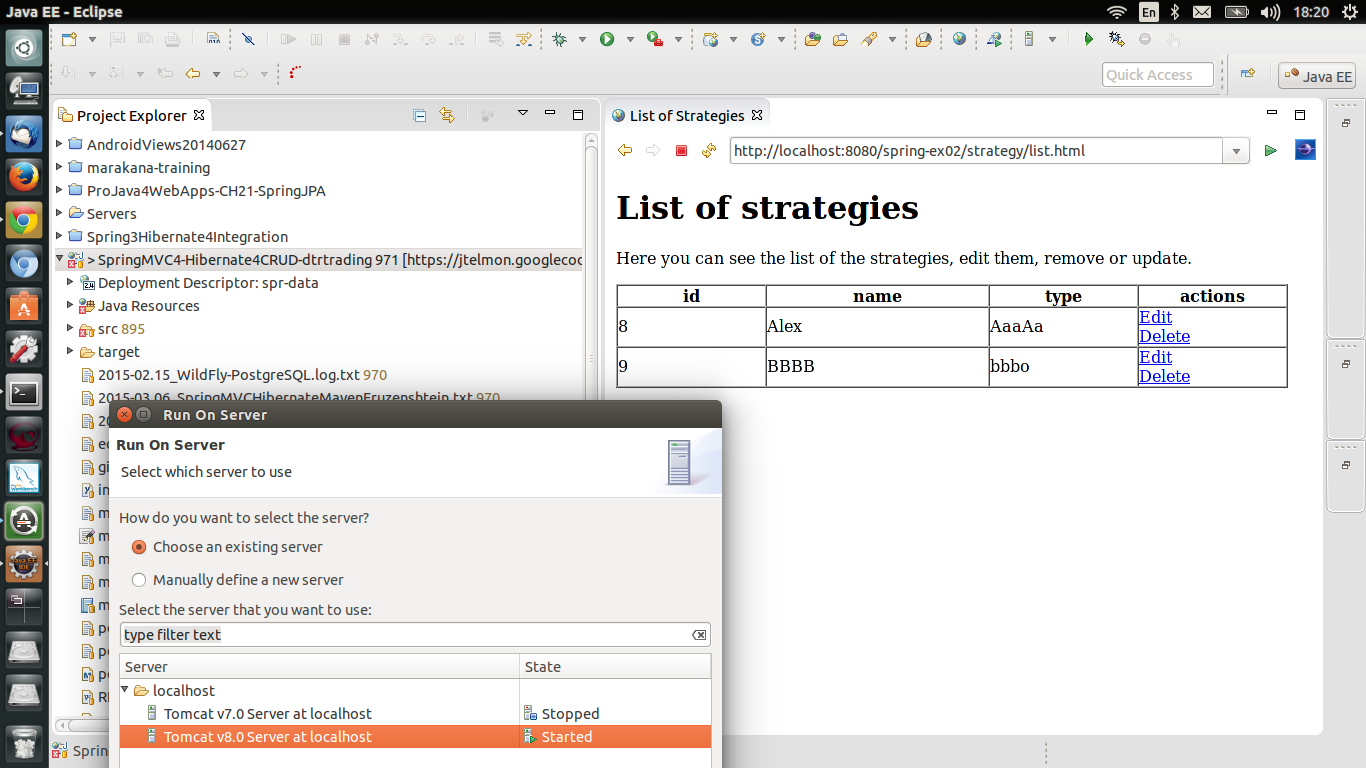 Java EE - Eclipse
En
18:20
Quick Access
Java EE
Project Explorer
AndroidViews20140627
marakana-training
ProJava4WebApps-CH21-SpringJPA
Servers
Spring3Hibernate4Integration
> SpringMVC4-Hibernate4CRUD-dtrtrading 971 [https://jtelmon.googlecod
Deployment Descriptor: spr-data
Java Resources
src 895
target
2015-02.15_WildFly-PostgreSQL.log.txt 970
2015-03.06_SpringMVCHibernateMavenFruzenshtein.txt 970
List of Strategies
http://localhost:8080/spring-ex02/strategy/list.html
List of strategies
Here you can see the list of the strategies, edit them, remove or update.
id name type actions
8 Alex AaaAa Edit
Delete
9 BBBB bbbo Edit
Delete
Run On Server
Run On Server
Select which server to use
How do you want to select the server?
Choose an existing server
Manually define a new server
Select the server that you want to use:
type filter text
Server State
localhost
Tomcat v7.0 Server at localhost Stopped
Tomcat v8.0 Server at localhost Started
Sprin